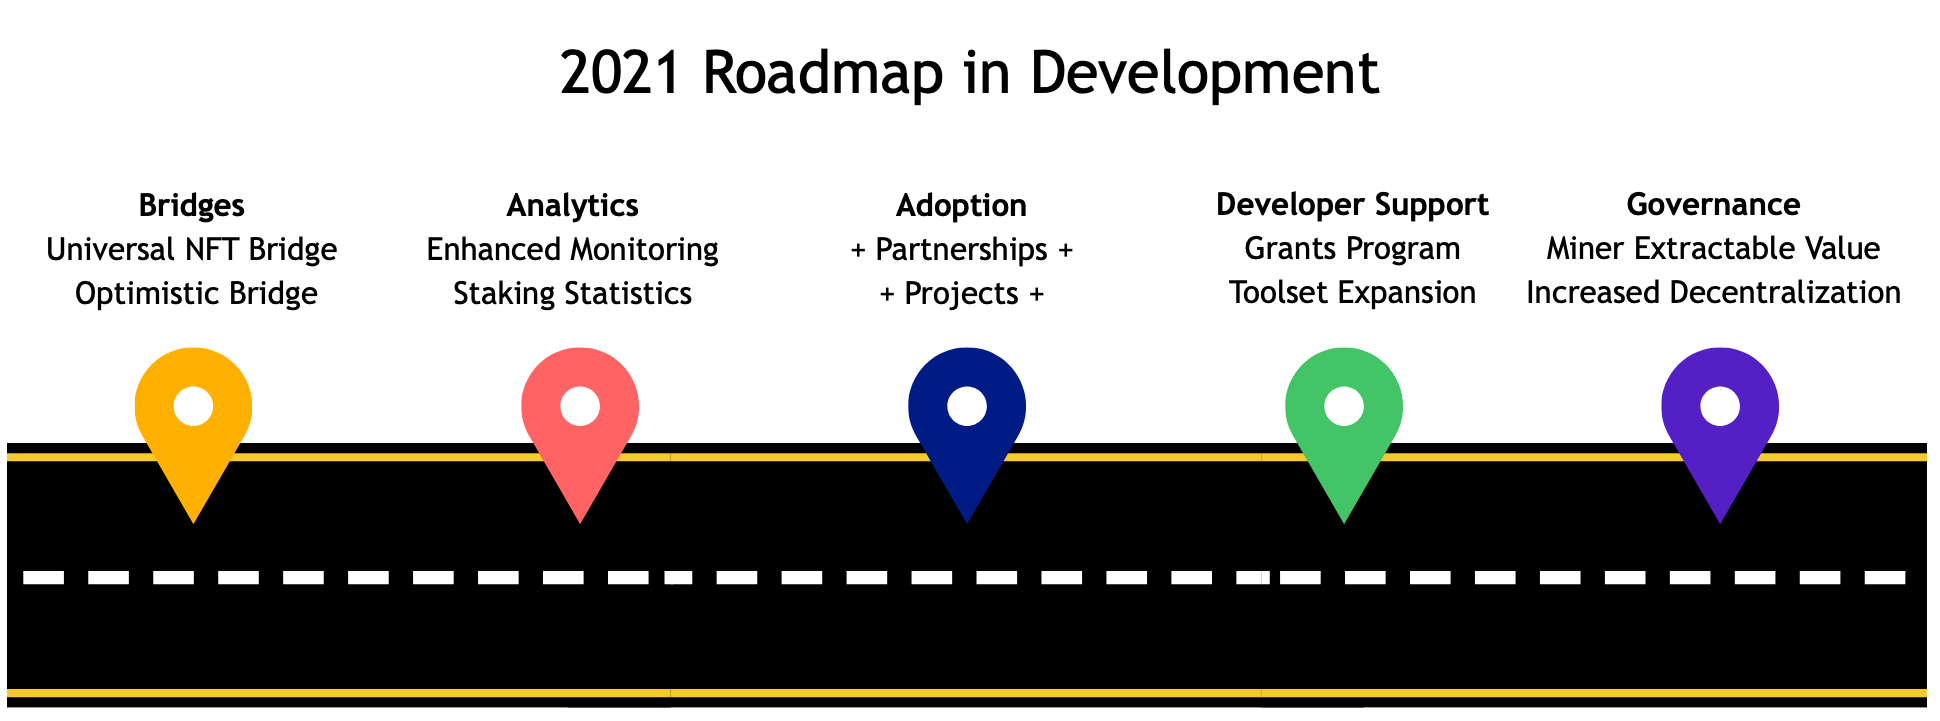 2021 Roadmap in Development
Bridges
Universal NFT Bridge
Optimistic Bridge
Analytics
Enhanced Monitoring
Staking Statistics
Adoption
+ Partnerships +
+ Projects +
Developer Support
Grants Program
Toolset Expansion
Governance
Miner Extractable Value
Increased Decentralization